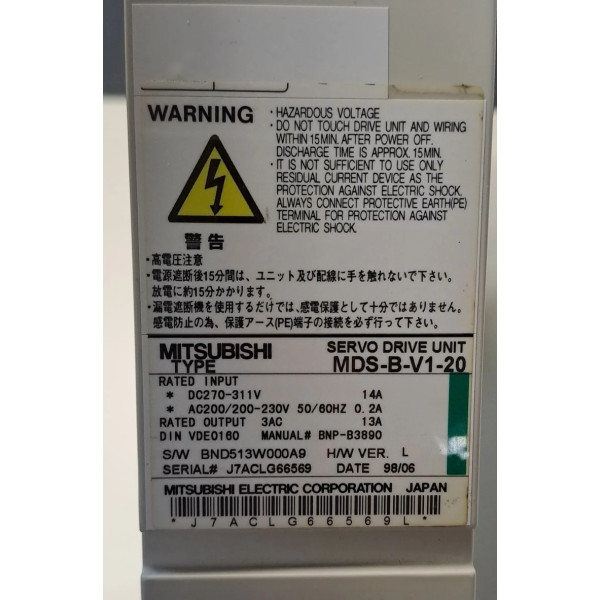 WARNING
· HAZARDOUS VOLTAGE
· DO NOT TOUCH DRIVE UNIT AND WIRING
WITHIN 15MIN. AFTER POWER OFF.
DISCHARGE TIME IS APPROX. 15MIN.
· IT IS NOT SUFFICIENT TO USE ONLY
RESIDUAL CURRENT DEVICE AS THE
PROTECTION AGAINST ELECTRIC SHOCK.
ALWAYS CONNECT PROTECTIVE EARTH(PE)
TERMINAL FOR PROTECTION AGAINST
ELECTRIC SHOCK.
警告
・高電圧注意
・電源遮断後15分間は、ユニット及び配線に手を触れないで下さい。
放電に約15分かかります。
・漏電遮断機を使用するだけでは、感電保護として十分ではありません。
感電防止の為、保護アース(PE)端子の接続を必ず行って下さい。
MITSUBISHI SERVO DRIVE UNIT
TYPE MDS-B-V1-20
RATED INPUT
* DC270-311V 14A
* AC200/200-230V 50/60HZ 0.2A
RATED OUTPUT 3AC 13A
DIN VDE0160 MANUAL# BNP-B3890
S/W BND513W000A9 H/W VER. L
SERIAL# J7ACLG66569 DATE 98/06
MITSUBISHI ELECTRIC CORPORATION JAPAN
*J7ACLG66569L*